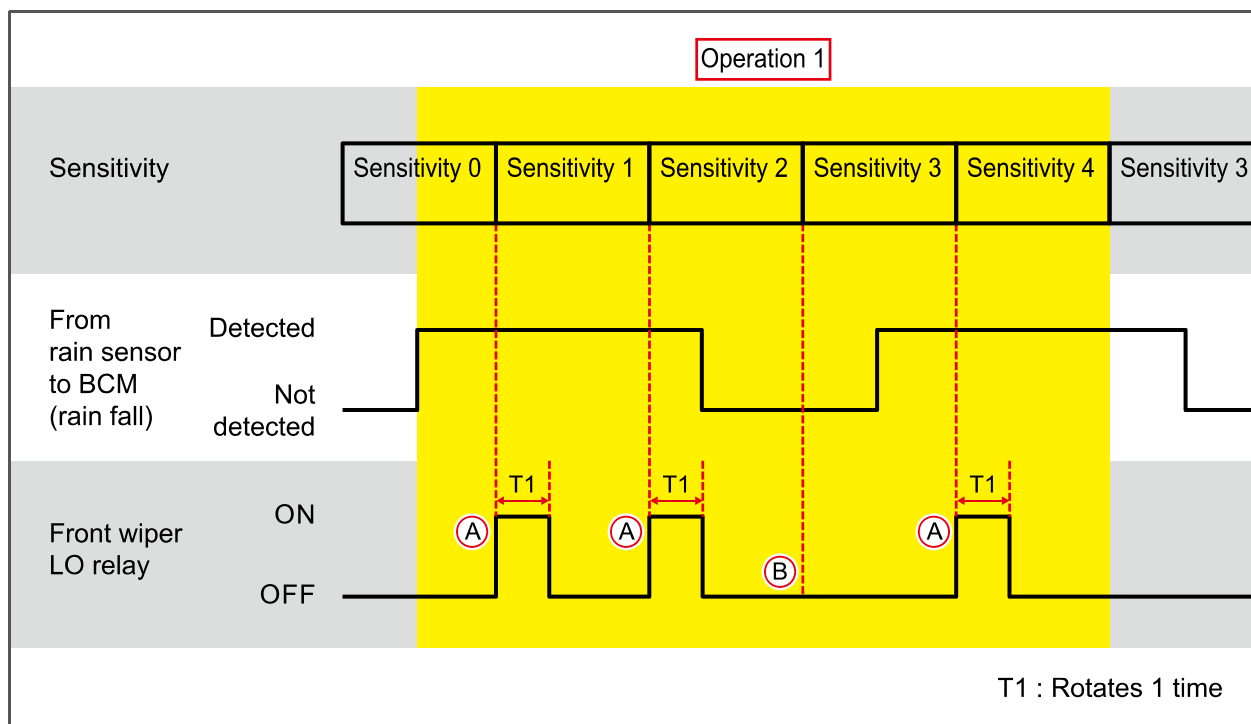 Operation 1
Sensitivity
Sensitivity 0
Sensitivity 1
Sensitivity 2
Sensitivity 3
Sensitivity 4
Sensitivity 3
From
rain sensor
to BCM
(rain fall)
Detected
Not
detected
Front wiper
LO relay
ON
OFF
T1
T1
T1
A
A
B
A
T1 : Rotates 1 time